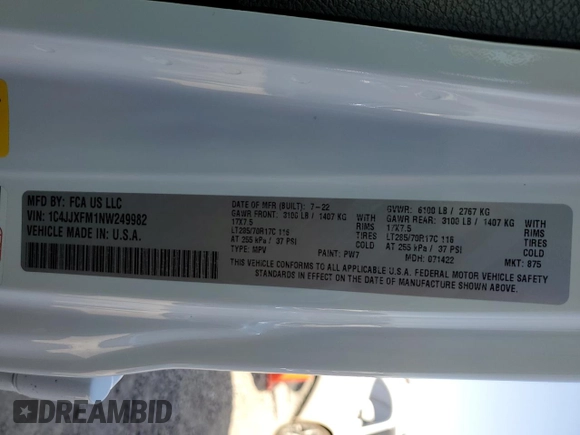 MFD BY: FCA US LLC
VIN: 1C4JJXFM1NW249982
VEHICLE MADE IN: U.S.A.
DATE OF MFR (BUILT): 7-22
GAWR FRONT: 3100 LB / 1407 KG
17X7.5 WITH RIMS
LT285/70R17C 116 TIRES
AT 255 kPa / 37 PSI COLD
TYPE: MPV PAINT: PW7
GVWR: 6100 LB / 2767 KG
GAWR REAR: 3100 LB / 1407 KG WITH
17X7.5 RIMS
LT285/70R17C 116 TIRES
AT 255 kPa / 37 PSI COLD
MDH: 071422 MKT: 875
THIS VEHICLE CONFORMS TO ALL APPLICABLE U.S.A. FEDERAL MOTOR VEHICLE SAFETY
STANDARDS IN EFFECT ON THE DATE OF MANUFACTURE SHOWN ABOVE.
DREAMBID